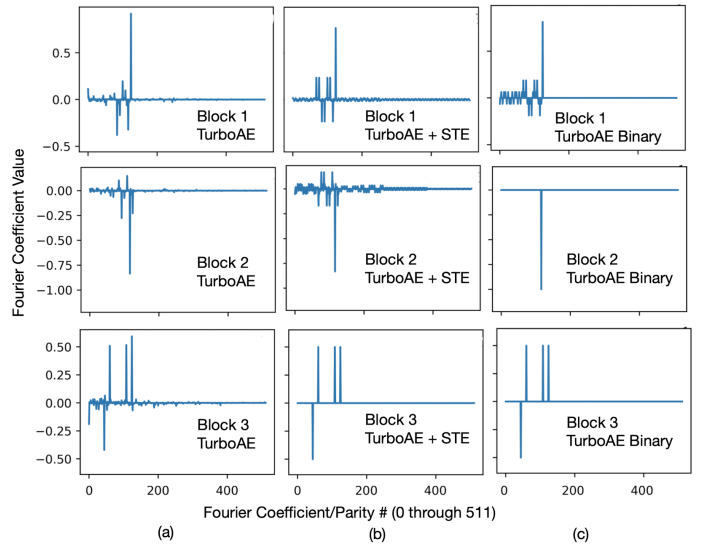 0.5
0.0
−0.5
Block 1
TurboAE
Block 1
TurboAE + STE
Block 1
TurboAE Binary
Fourier Coefficient Value
0.00
−0.25
−0.50
−0.75
−1.00
Block 2
TurboAE
Block 2
TurboAE + STE
Block 2
TurboAE Binary
0.50
0.25
0.00
−0.25
−0.50
Block 3
TurboAE
Block 3
TurboAE + STE
Block 3
TurboAE Binary
0 200 400
0 200 400
0 200 400
Fourier Coefficient/Parity # (0 through 511)
(a) (b) (c)